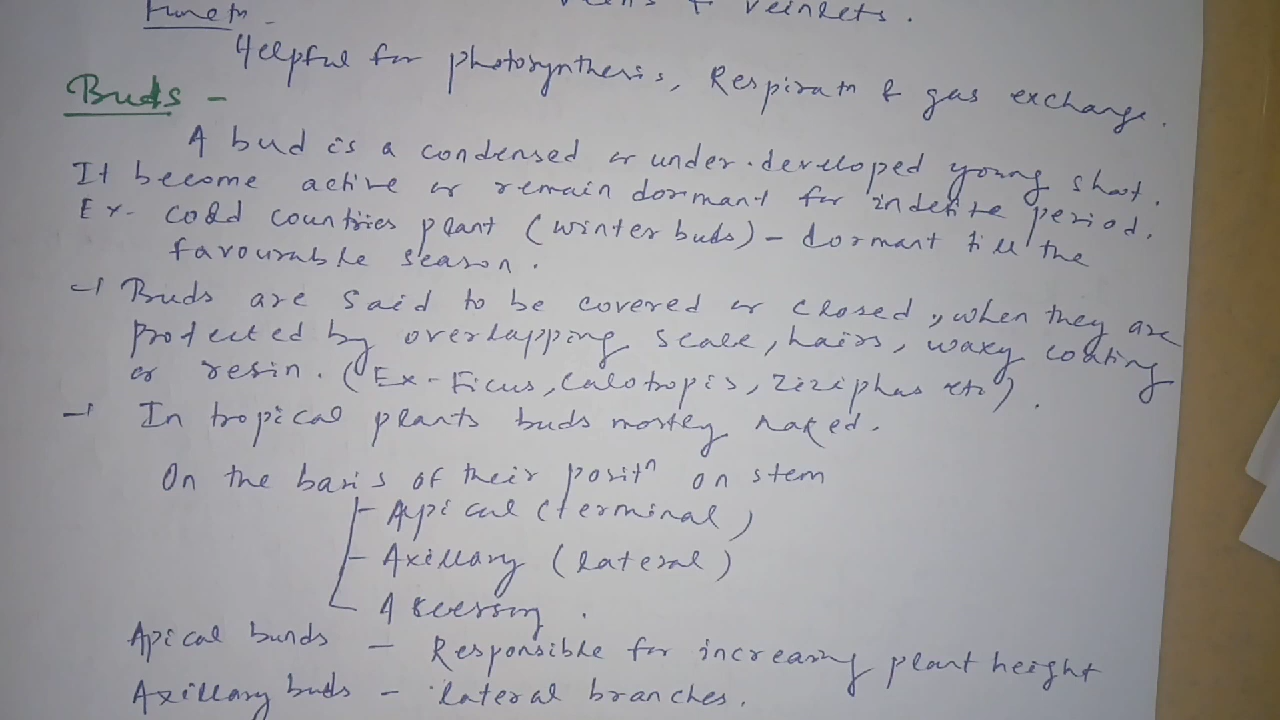 Functn -
veinlets.
Helpful for photosynthesis, Respiratn & gas exchange.
Buds -
A bud is a condensed or under-developed young shoot.
It become active or remain dormant for indefite period.
Ex- cold countries plant (winter buds) - dormant till the
favourable season.
→ Buds are said to be covered or closed, when they are
protected by overlapping scale, hairs, waxy coating
or resin. (Ex - Ficus, Calotropis, Ziziphus etc).
→ In tropical plants buds mostly naked.
On the basis of their positn on stem
Apical (terminal)
Axillary (lateral)
Accessory.
Apical bunds - Responsible for increasing plant height
Axillary buds - lateral branches.